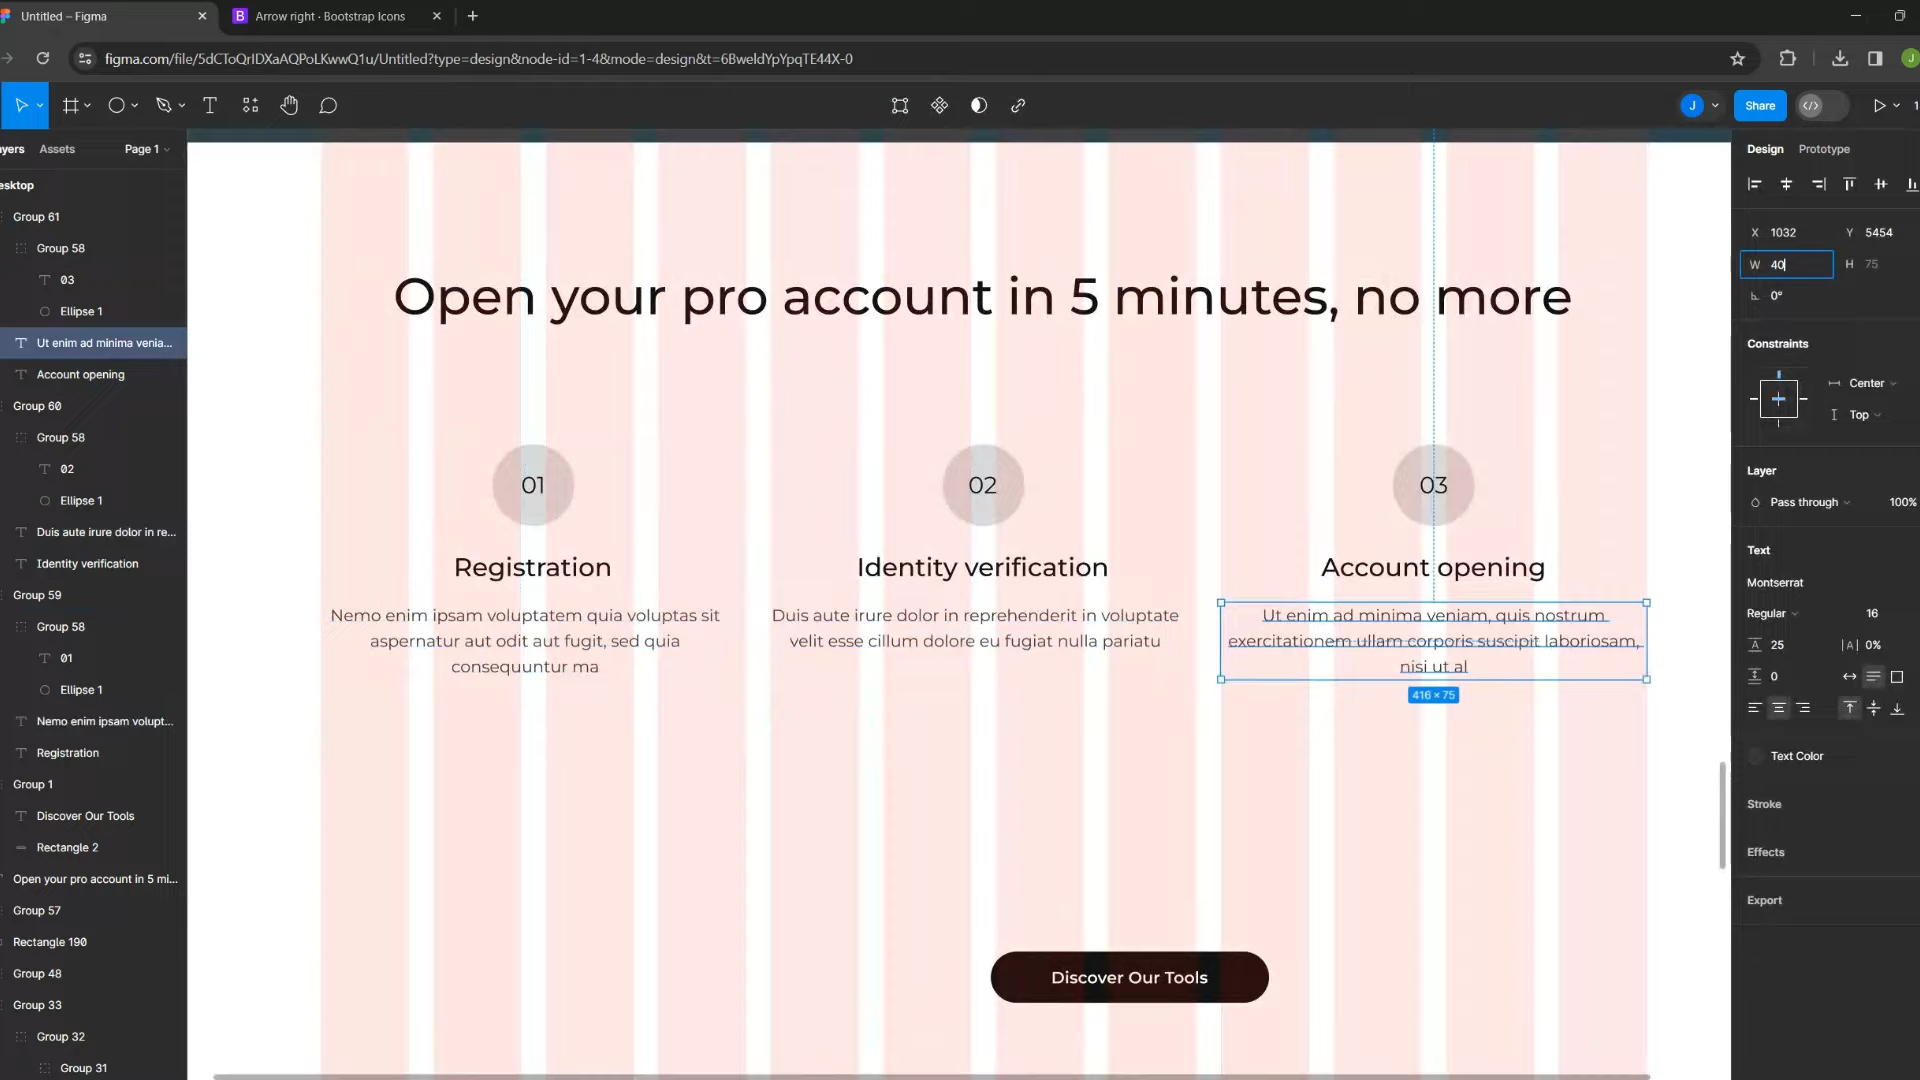 Untitled – Figma
Arrow right · Bootstrap Icons
figma.com/file/5dCToQrIDXaAQPoLKwwQ1u/Untitled?type=design&node-id=1-4&mode=design&t=6BweldYpYpqTE44X-0
J
J
Share
ayers
Assets
Page 1
esktop
Group 61
Group 58
03
Ellipse 1
Ut enim ad minima venia...
Account opening
Group 60
Group 58
02
Ellipse 1
Duis aute irure dolor in re...
Identity verification
Group 59
Group 58
01
Ellipse 1
Nemo enim ipsam volupt...
Registration
Group 1
Discover Our Tools
Rectangle 2
Open your pro account in 5 mi...
Group 57
Rectangle 190
Group 48
Group 33
Group 32
Group 31
Open your pro account in 5 minutes, no more
01
Registration
Nemo enim ipsam voluptatem quia voluptas sit
aspernatur aut odit aut fugit, sed quia
consequuntur ma
02
Identity verification
Duis aute irure dolor in reprehenderit in voluptate
velit esse cillum dolore eu fugiat nulla pariatu
03
Account opening
Ut enim ad minima veniam, quis nostrum
exercitationem ullam corporis suscipit laboriosam,
nisi ut al
416 × 75
Discover Our Tools
Design
Prototype
X 1032
Y 5454
W 40
H 75
0°
Constraints
Center
Top
Layer
Pass through
100%
Text
Montserrat
Regular
16
25
|A| 0%
0
Text Color
Stroke
Effects
Export